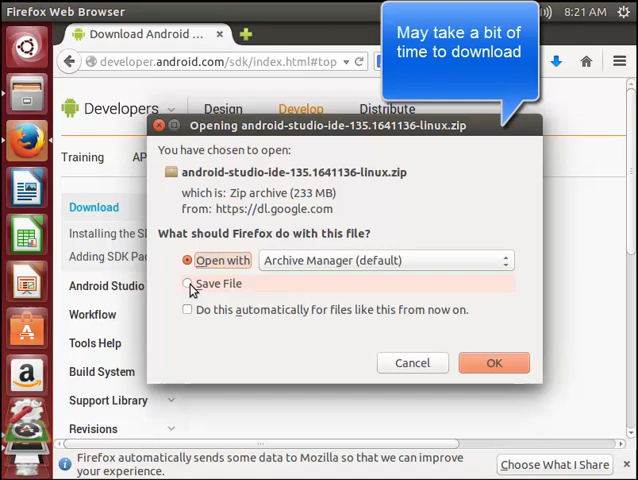 Firefox Web Browser
8:21 AM
May take a bit of
time to download
Download Android ...
developer.android.com/sdk/index.html#top
Developers
Design
Develop
Distribute
Opening android-studio-ide-135.1641136-linux.zip
You have chosen to open:
android-studio-ide-135.1641136-linux.zip
which is: Zip archive (233 MB)
from: https://dl.google.com
What should Firefox do with this file?
Open with
Archive Manager (default)
Save File
Do this automatically for files like this from now on.
Cancel
OK
Training
AP
Download
Installing the SD
Adding SDK Pac
Android Studio
Workflow
Tools Help
Build System
Support Library
Revisions
Firefox automatically sends some data to Mozilla so that we can improve
your experience.
Choose What I Share